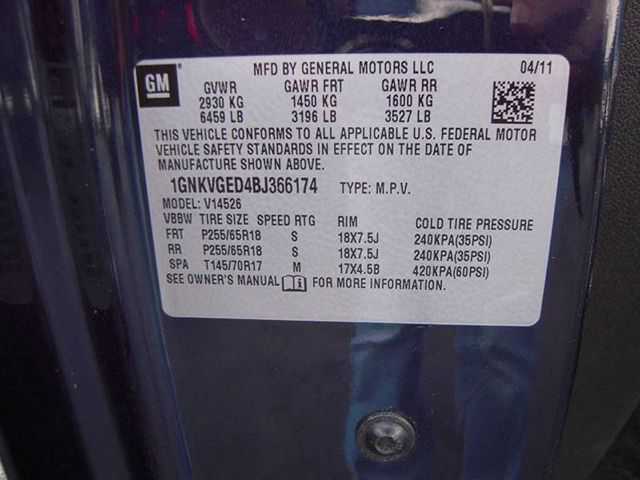 GM
MFD BY GENERAL MOTORS LLC 04/11
GVWR GAWR FRT GAWR RR
2930 KG 1450 KG 1600 KG
6459 LB 3196 LB 3527 LB
THIS VEHICLE CONFORMS TO ALL APPLICABLE U.S. FEDERAL MOTOR
VEHICLE SAFETY STANDARDS IN EFFECT ON THE DATE OF
MANUFACTURE SHOWN ABOVE.
1GNKVGED4BJ366174 TYPE: M.P.V.
MODEL: V14526
VBBW TIRE SIZE SPEED RTG RIM COLD TIRE PRESSURE
FRT P255/65R18 S 18X7.5J 240KPA(35PSI)
RR P255/65R18 S 18X7.5J 240KPA(35PSI)
SPA T145/70R17 M 17X4.5B 420KPA(60PSI)
SEE OWNER'S MANUAL FOR MORE INFORMATION.